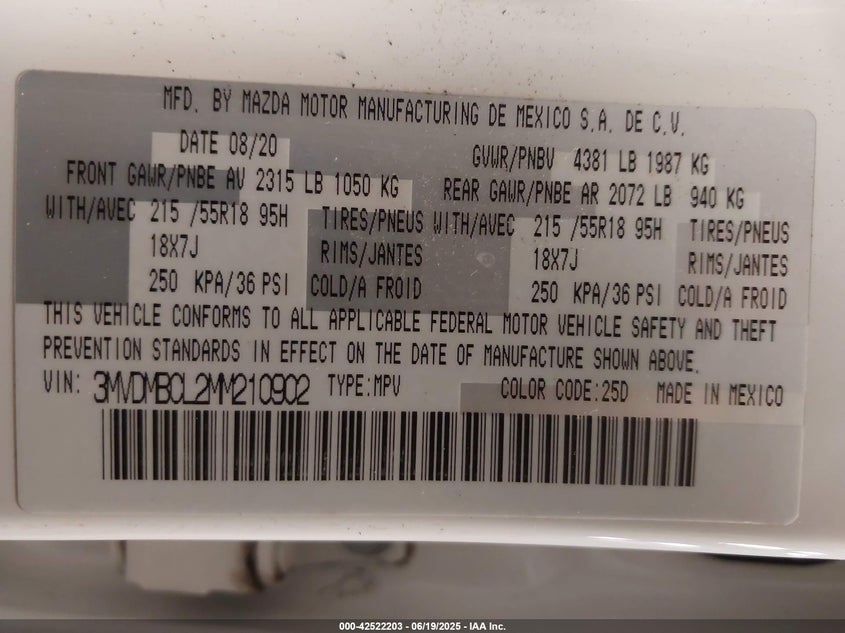 MFD. BY MAZDA MOTOR MANUFACTURING DE MEXICO S.A. DE C.V.
DATE 08/20 GVWR/PNBV 4381 LB 1987 KG
FRONT GAWR/PNBE AV 2315 LB 1050 KG REAR GAWR/PNBE AR 2072 LB 940 KG
WITH/AVEC 215 /55R18 95H TIRES/PNEUS WITH/AVEC 215 /55R18 95H TIRES/PNEUS
18X7J RIMS/JANTES 18X7J RIMS/JANTES
250 KPA/36 PSI COLD/A FROID 250 KPA/36 PSI COLD/A FROID
THIS VEHICLE CONFORMS TO ALL APPLICABLE FEDERAL MOTOR VEHICLE SAFETY AND THEFT
PREVENTION STANDARDS IN EFFECT ON THE DATE OF MANUFACTURE SHOWN ABOVE.
VIN: 3MVDMBCL2MM210902 TYPE:MPV COLOR CODE:25D MADE IN MEXICO
000-42522203 - 06/19/2025 - IAA Inc.